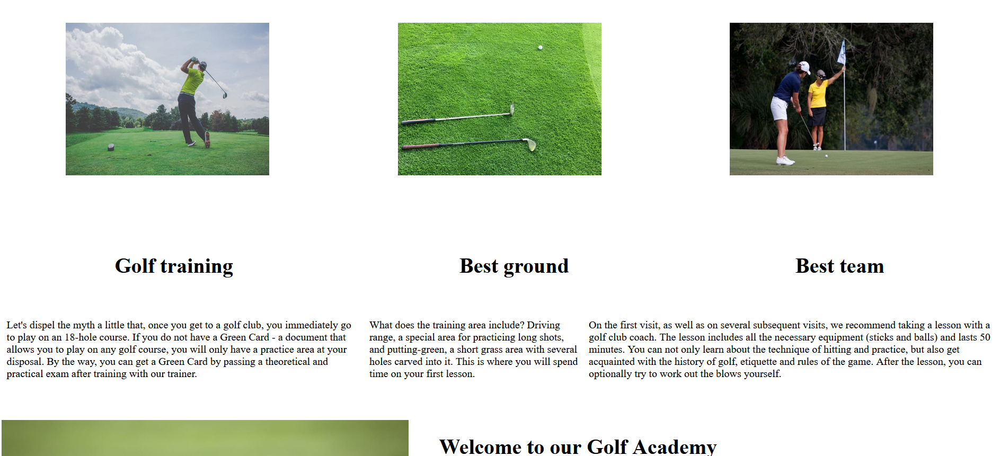 Golf training
Best ground
Best team
Let's dispel the myth a little that, once you get to a golf club, you immediately go
to play on an 18-hole course. If you do not have a Green Card - a document that
allows you to play on any golf course, you will only have a practice area at your
disposal. By the way, you can get a Green Card by passing a theoretical and
practical exam after training with our trainer.
What does the training area include? Driving
range, a special area for practicing long shots,
and putting-green, a short grass area with several
holes carved into it. This is where you will spend
time on your first lesson.
On the first visit, as well as on several subsequent visits, we recommend taking a lesson with a
golf club coach. The lesson includes all the necessary equipment (sticks and balls) and lasts 50
minutes. You can not only learn about the technique of hitting and practice, but also get
acquainted with the history of golf, etiquette and rules of the game. After the lesson, you can
optionally try to work out the blows yourself.
Welcome to our Golf Academy